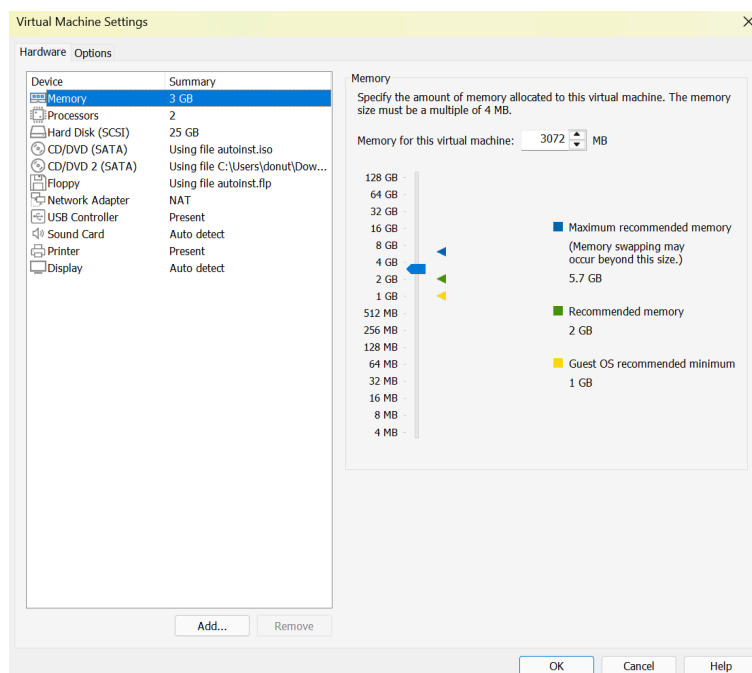 Virtual Machine Settings
Hardware Options
Device Summary
Memory 3 GB
Processors 2
Hard Disk (SCSI) 25 GB
CD/DVD (SATA) Using file autoinst.iso
CD/DVD 2 (SATA) Using file C:\Users\donut\Dow...
Floppy Using file autoinst.flp
Network Adapter NAT
USB Controller Present
Sound Card Auto detect
Printer Present
Display Auto detect
Add... Remove
Memory
Specify the amount of memory allocated to this virtual machine. The memory
size must be a multiple of 4 MB.
Memory for this virtual machine: 3072 MB
128 GB
64 GB
32 GB
16 GB
8 GB
4 GB
2 GB
1 GB
512 MB
256 MB
128 MB
64 MB
32 MB
16 MB
8 MB
4 MB
Maximum recommended memory
(Memory swapping may
occur beyond this size.)
5.7 GB
Recommended memory
2 GB
Guest OS recommended minimum
1 GB
OK Cancel Help